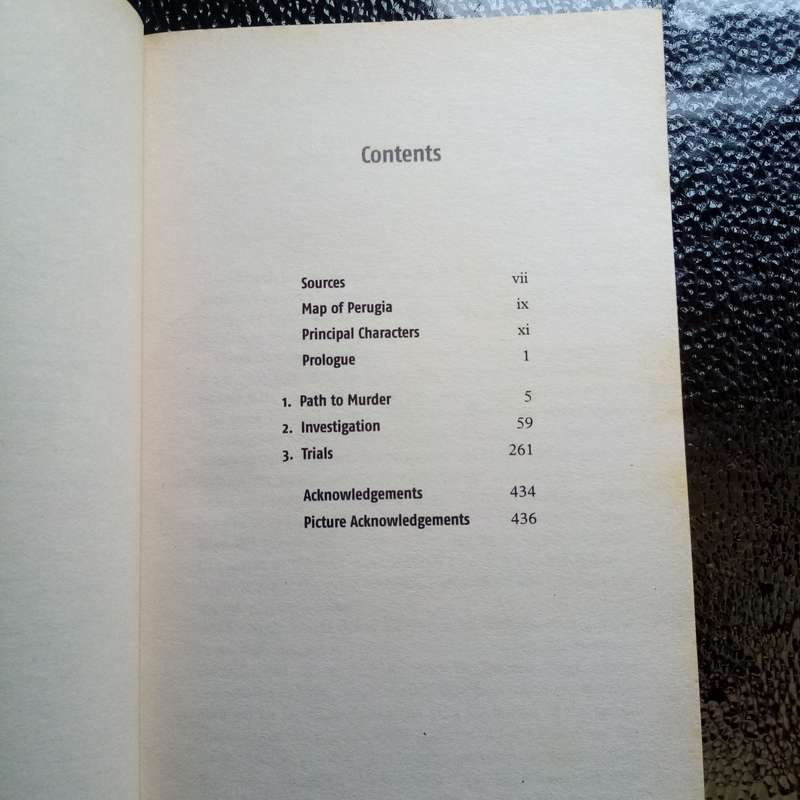 Contents
Sources vii
Map of Perugia ix
Principal Characters xi
Prologue 1
1. Path to Murder 5
2. Investigation 59
3. Trials 261
Acknowledgements 434
Picture Acknowledgements 436